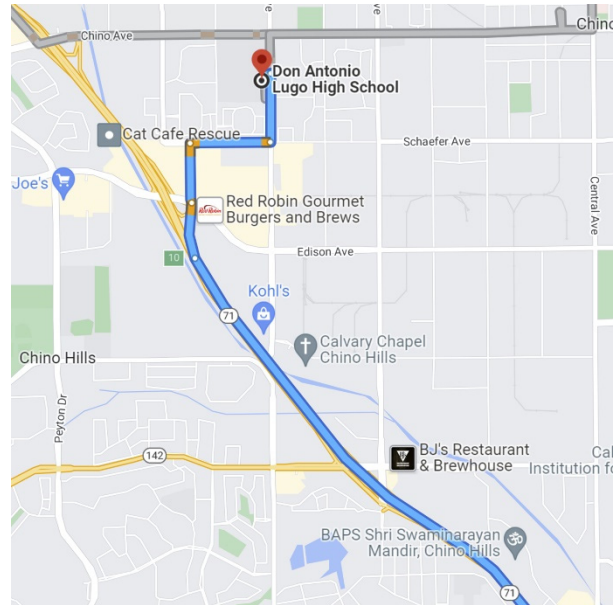 Chino Ave
Chino
Don Antonio
Lugo High School
Cat Cafe Rescue
Schaefer Ave
Joe's
Red Robin Gourmet
Burgers and Brews
Central Ave
Edison Ave
10
Kohl's
71
Calvary Chapel
Chino Hills
Chino Hills
Peyton Dr
142
BJ's Restaurant
& Brewhouse
Cal
Institution fo
BAPS Shri Swaminarayan
Mandir, Chino Hills
71